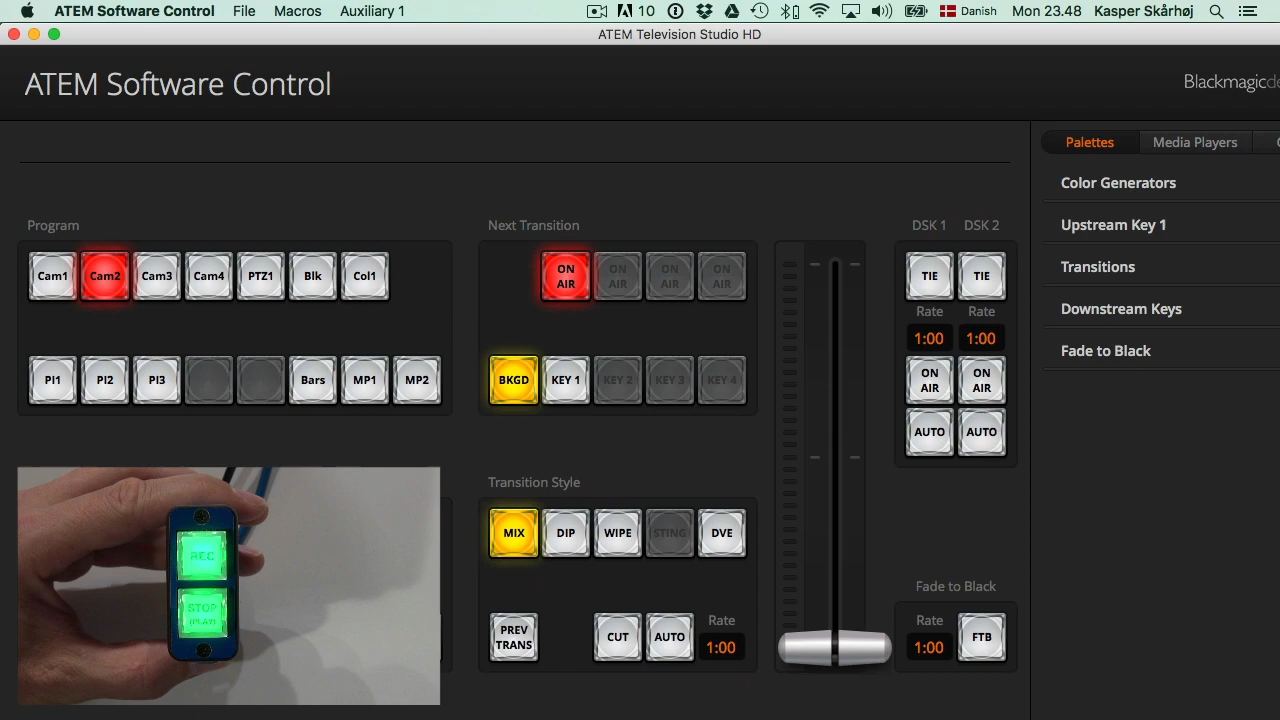 ATEM Software Control File Macros Auxiliary 1 10 Danish Mon 23.48 Kasper Skårhøj
ATEM Television Studio HD
ATEM Software Control
Blackmagicde
Palettes Media Players
Color Generators
Upstream Key 1
Transitions
Downstream Keys
Fade to Black
Program
Cam1 Cam2 Cam3 Cam4 PTZ1 Blk Col1
PI1 PI2 PI3 Bars MP1 MP2
Next Transition
ON AIR ON AIR ON AIR ON AIR
BKGD KEY 1 KEY 2 KEY 3 KEY 4
DSK 1 DSK 2
TIE TIE
Rate Rate
1:00 1:00
ON AIR ON AIR
AUTO AUTO
REC
STOP
(PLAY)
Transition Style
MIX DIP WIPE STING DVE
PREV TRANS CUT AUTO Rate 1:00
Fade to Black
Rate
1:00 FTB